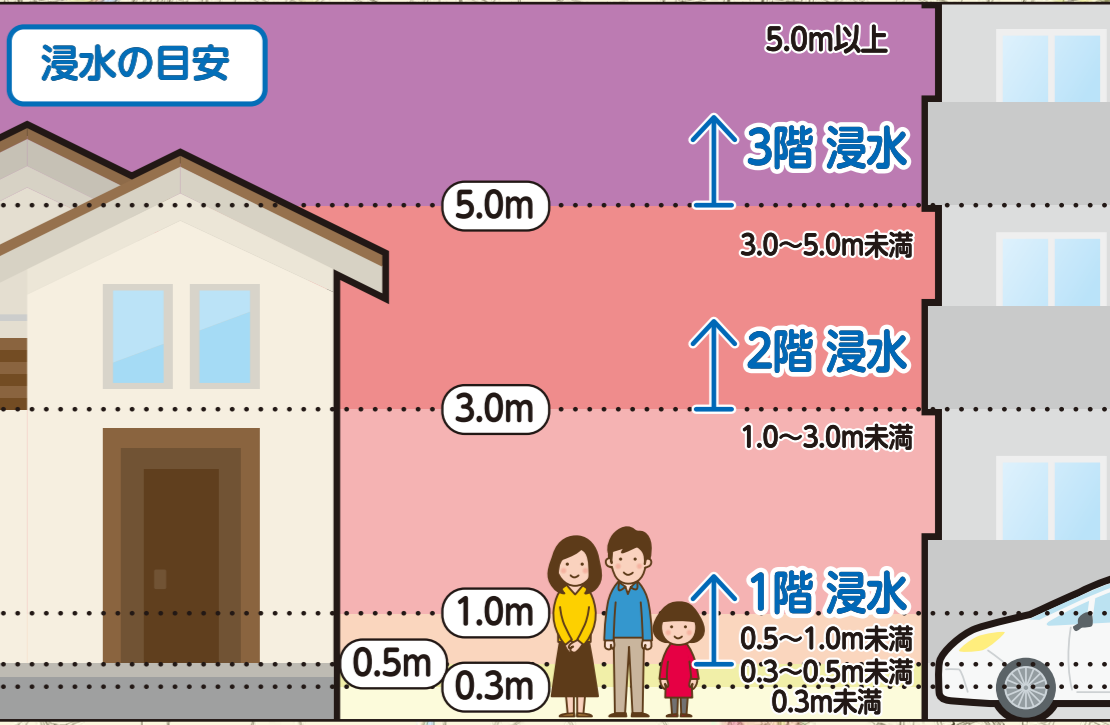 浸水の目安
5.0m以上
3階 浸水
5.0m
3.0～5.0m未満
2階 浸水
3.0m
1.0～3.0m未満
1階 浸水
1.0m
0.5～1.0m未満
0.5m
0.3～0.5m未満
0.3m
0.3m未満